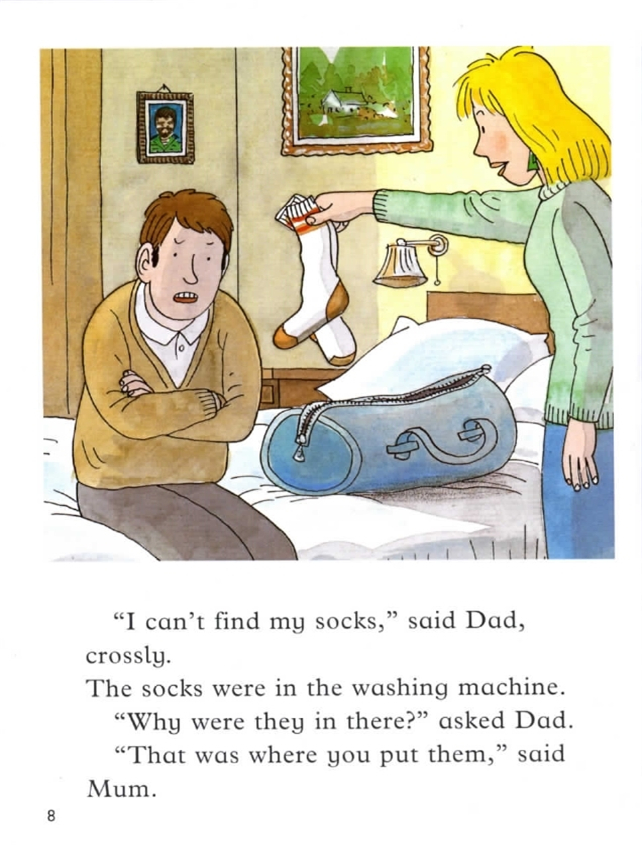 “I can’t find my socks,” said Dad,
crossly.
The socks were in the washing machine.
“Why were they in there?” asked Dad.
“That was where you put them,” said
Mum.
8